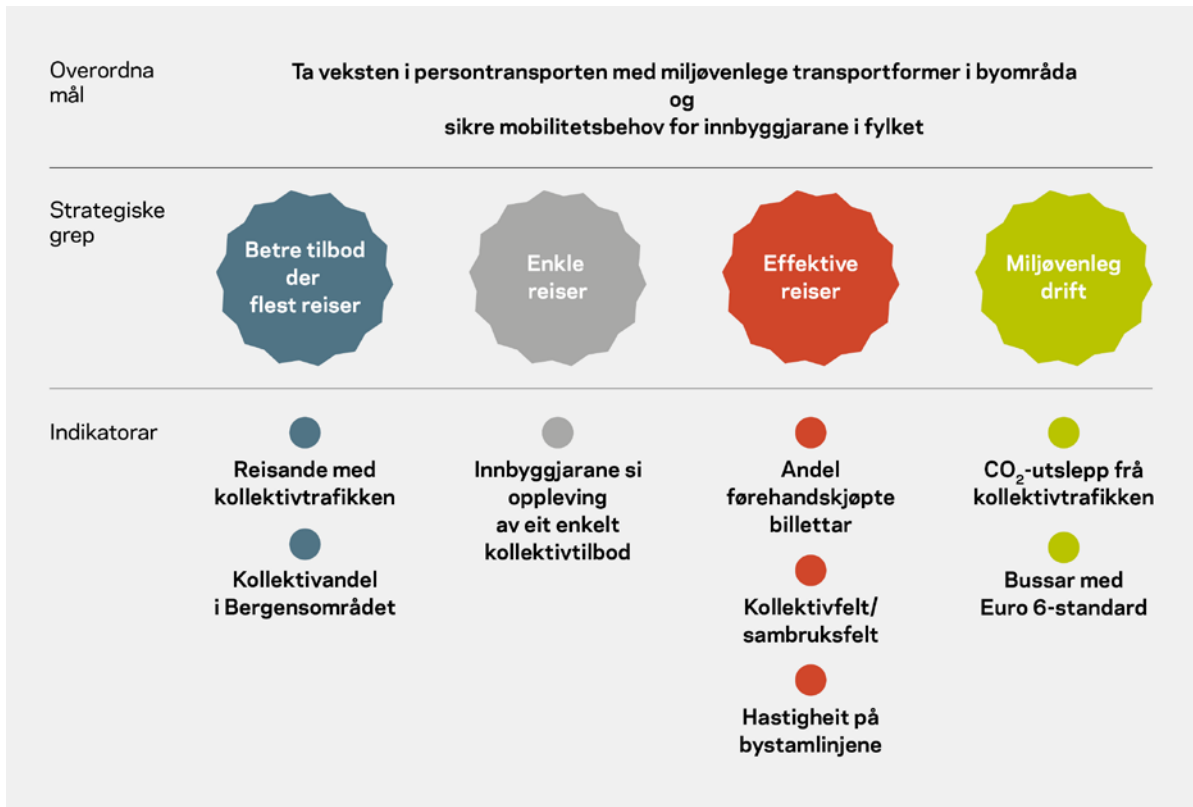 Overordna
mål
Ta veksten i persontransporten med miljøvenlege transportformer i byområda
og
sikre mobilitetsbehov for innbyggjarane i fylket
Strategiske
grep
Betre tilbod
der
flest reiser
Enkle
reiser
Effektive
reiser
Miljøvenleg
drift
Indikatorar
Reisande med
kollektivtrafikken
Kollektivandel
i Bergensområdet
Innbyggjarane si
oppleving
av eit enkelt
kollektivtilbod
Andel
førehandskjøpte
billettar
Kollektivfelt/
sambruksfelt
Hastigheit på
bystamlinjene
CO₂-utslepp frå
kollektivtrafikken
Bussar med
Euro 6-standard